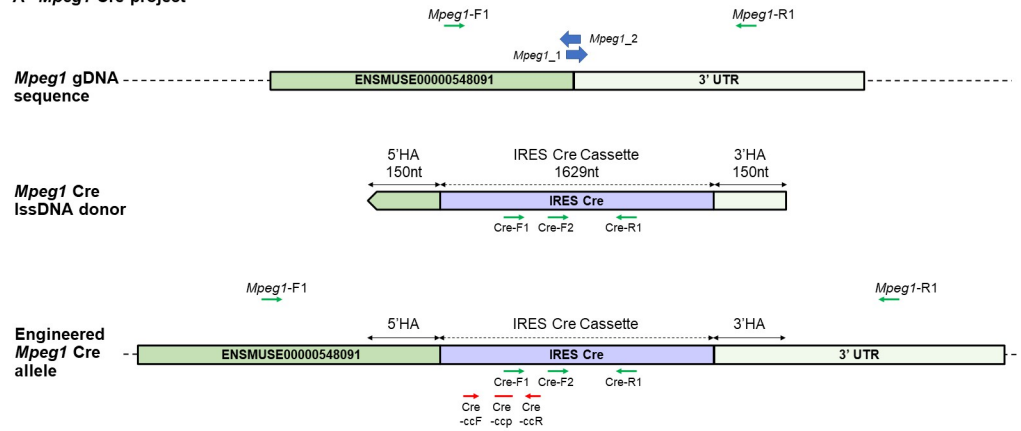 A Mpeg1 Cre project
Mpeg1-F1
Mpeg1-R1
Mpeg1_2
Mpeg1_1
Mpeg1 gDNA
sequence
ENSMUSE00000548091
3' UTR
5'HA
150nt
IRES Cre Cassette
1629nt
3'HA
150nt
Mpeg1 Cre
lssDNA donor
IRES Cre
Cre-F1
Cre-F2
Cre-R1
Mpeg1-F1
Mpeg1-R1
5'HA
IRES Cre Cassette
3'HA
Engineered
Mpeg1 Cre
allele
ENSMUSE00000548091
IRES Cre
3' UTR
Cre-F1
Cre-F2
Cre-R1
Cre
-ccF
Cre
-ccp
Cre
-ccR